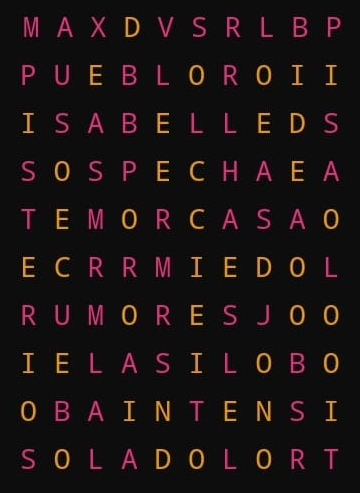 M A X D V S R L B P
P U E B L O R O I I
I S A B E L L E D S
S O S P E C H A E A
T E M O R C A S A O
E C R R M I E D O L
R U M O R E S J O O
I E L A S I L O B O
O B A I N T E N S I
S O L A D O L O R T